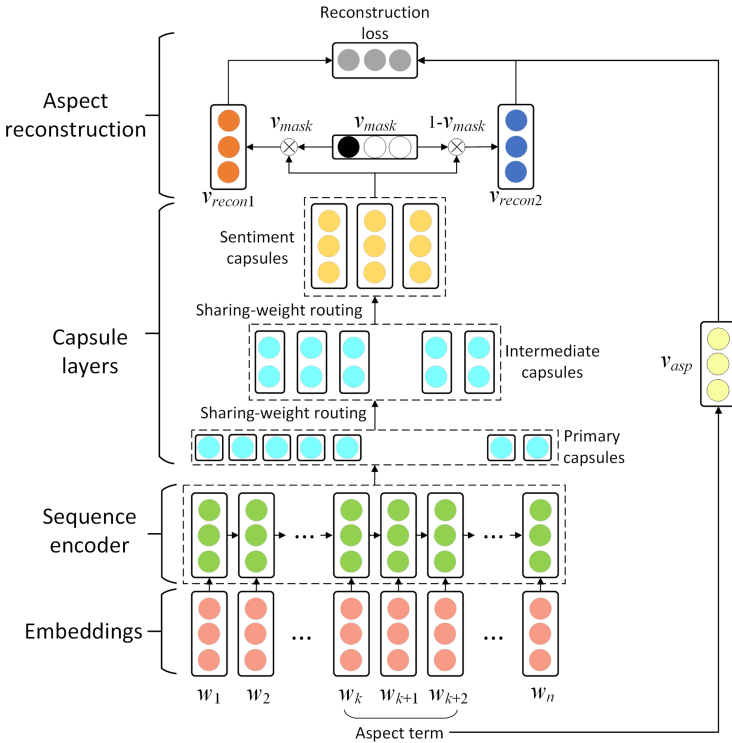 Reconstruction
loss
Aspect
reconstruction
v_mask
v_mask
1-v_mask
v_recon1
v_recon2
Sentiment
capsules
Sharing-weight routing
Capsule
layers
Intermediate
capsules
v_asp
Sharing-weight routing
Primary
capsules
Sequence
encoder
...
...
Embeddings
...
...
w_1 w_2 w_k w_k+1 w_k+2 w_n
Aspect term